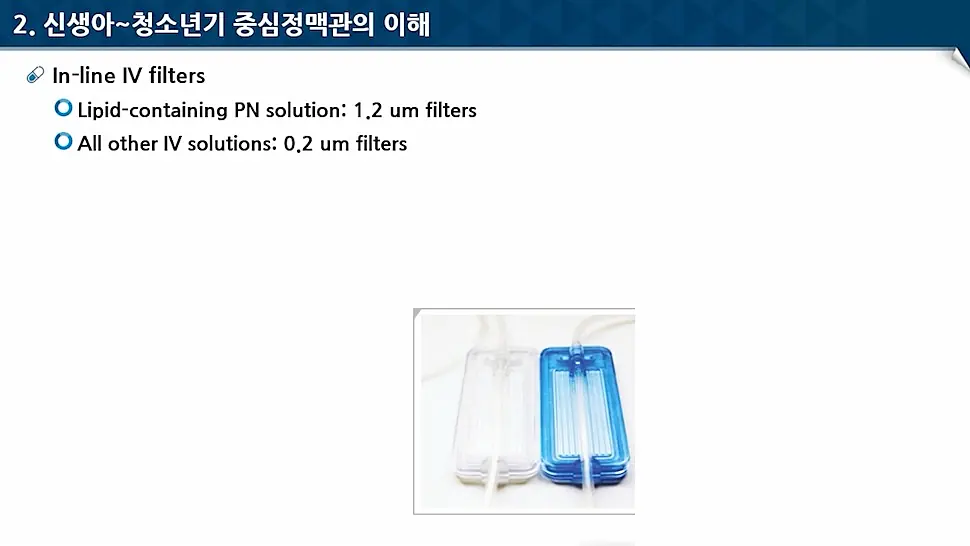 2. 신생아~청소년기 중심정맥관의 이해
In-line IV filters
Lipid-containing PN solution: 1.2 um filters
All other IV solutions: 0.2 um filters